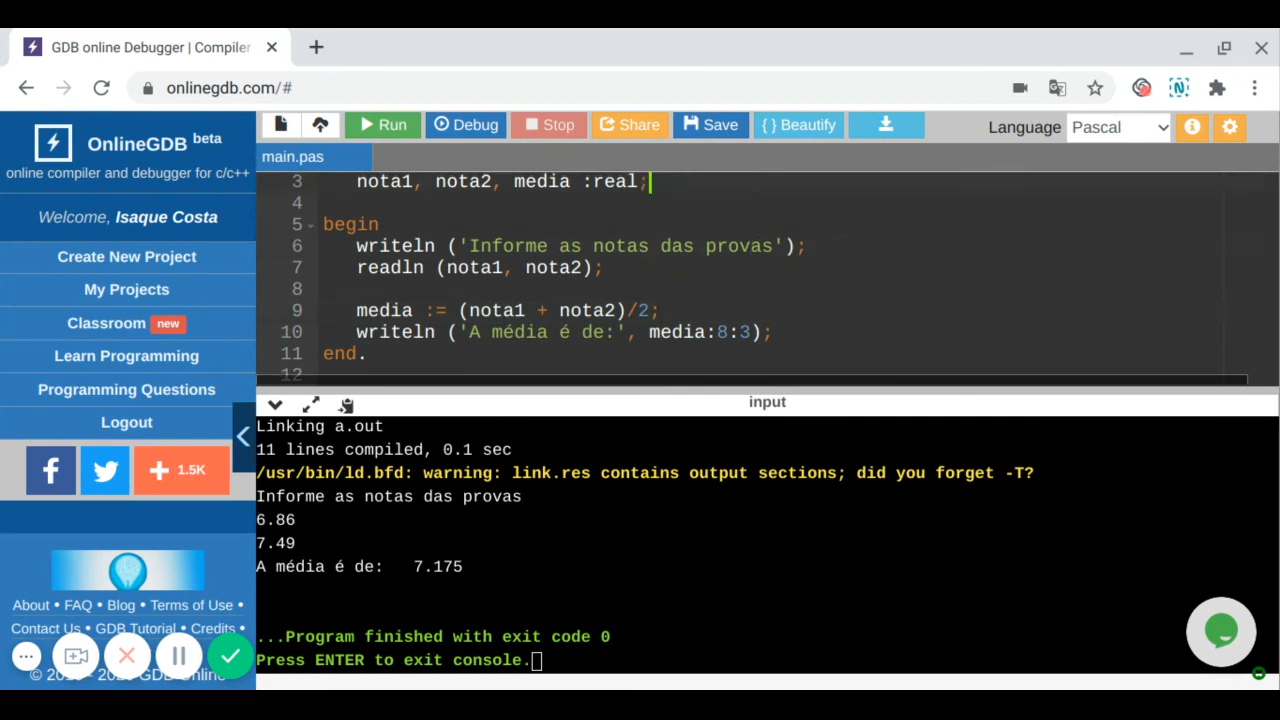 GDB online Debugger | Compiler
onlinegdb.com/#
OnlineGDB beta
online compiler and debugger for c/c++
Welcome, Isaque Costa
Create New Project
My Projects
Classroom new
Learn Programming
Programming Questions
Logout
1.5K
About • FAQ • Blog • Terms of Use •
Contact Us • GDB Tutorial • Credits •
GDB Online
Run Debug Stop Share Save { } Beautify Language Pascal
main.pas
3 nota1, nota2, media :real;
4
5 begin
6 writeln ('Informe as notas das provas');
7 readln (nota1, nota2);
8
9 media := (nota1 + nota2)/2;
10 writeln ('A média é de:', media:8:3);
11 end.
12
input
Linking a.out
11 lines compiled, 0.1 sec
/usr/bin/ld.bfd: warning: link.res contains output sections; did you forget -T?
Informe as notas das provas
6.86
7.49
A média é de:   7.175
...Program finished with exit code 0
Press ENTER to exit console.